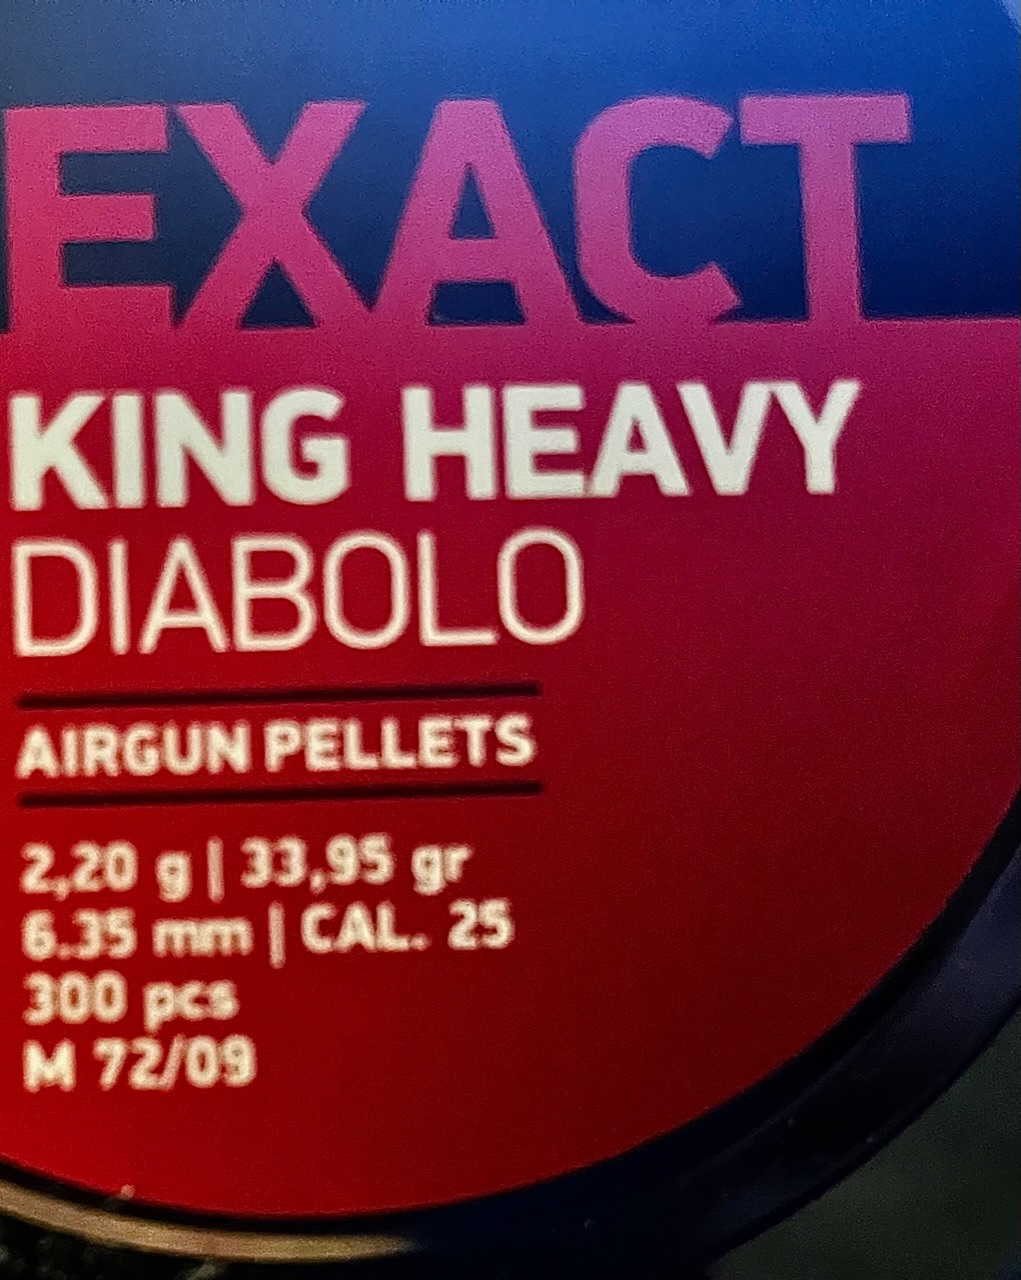 EXACT
KING HEAVY
DIABOLO
AIRGUN PELLETS
2,20 g | 33,95 gr
6.35 mm | CAL. 25
300 pcs
M 72/09